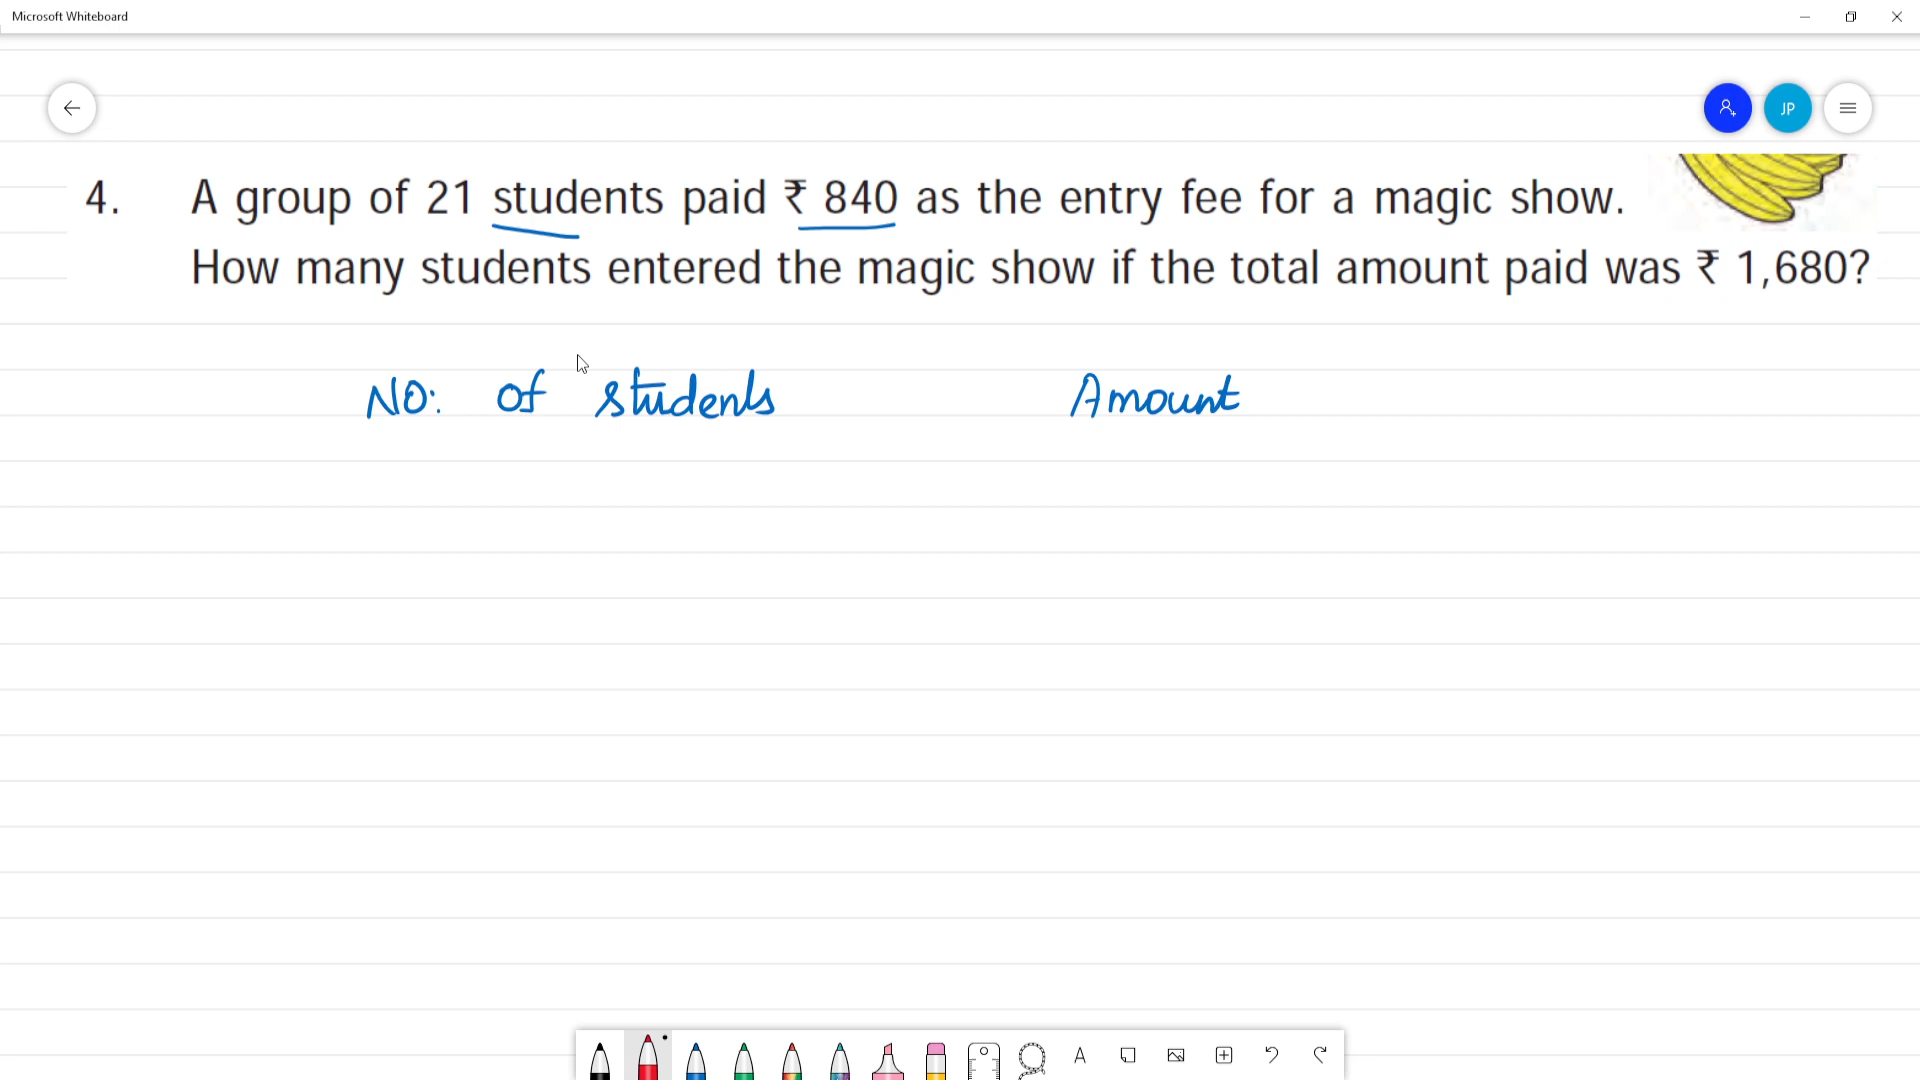 Microsoft Whiteboard
JP
4. A group of 21 students paid ₹ 840 as the entry fee for a magic show.
How many students entered the magic show if the total amount paid was ₹ 1,680?
NO: of students Amount
A